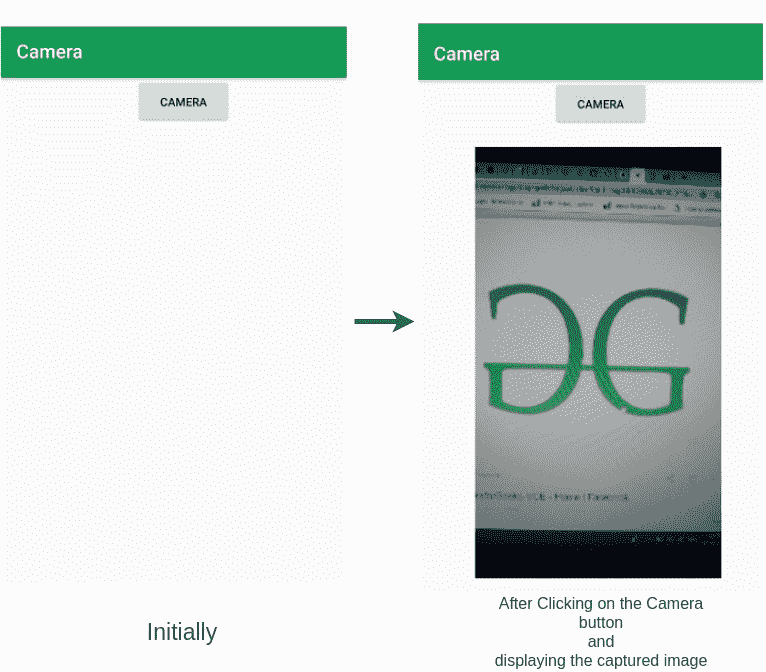 Camera
CAMERA
Initially
Camera
CAMERA
After Clicking on the Camera
button
and
displaying the captured image